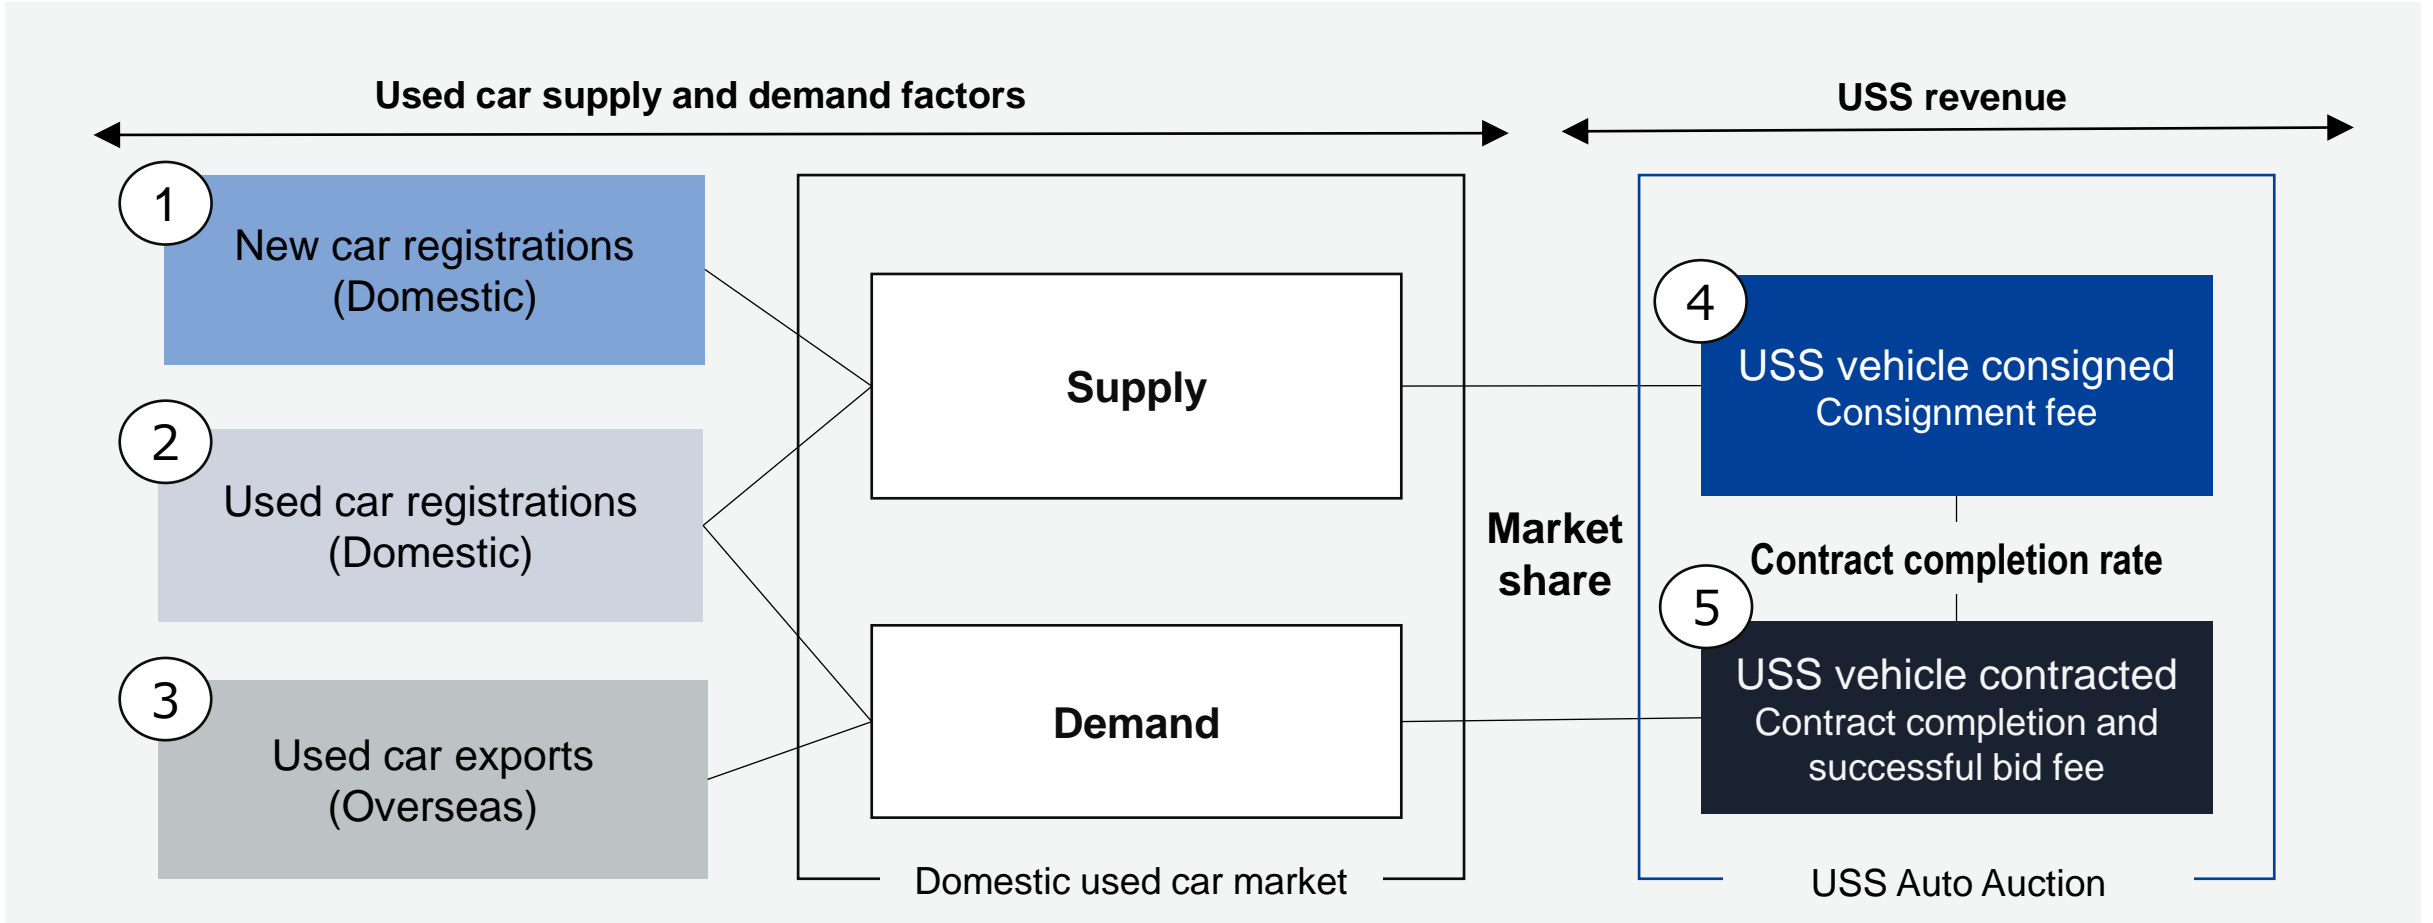 Used car supply and demand factors
USS revenue
1
New car registrations
(Domestic)
2
Used car registrations
(Domestic)
3
Used car exports
(Overseas)
Supply
Demand
Domestic used car market
Market
share
4
USS vehicle consigned
Consignment fee
Contract completion rate
5
USS vehicle contracted
Contract completion and
successful bid fee
USS Auto Auction